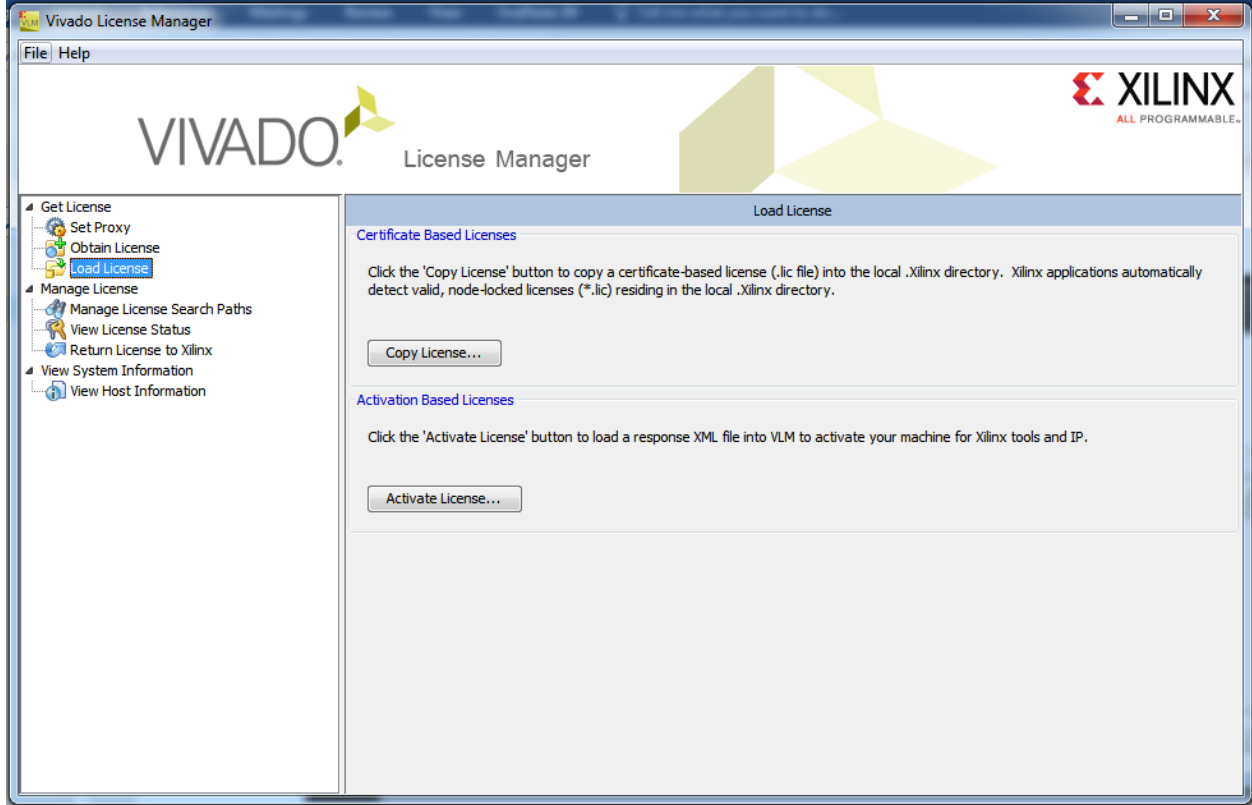 VLM Vivado License Manager
File Help
VIVADO.
License Manager
XILINX
ALL PROGRAMMABLE™
Get License
Set Proxy
Obtain License
Load License
Manage License
Manage License Search Paths
View License Status
Return License to Xilinx
View System Information
View Host Information
Load License
Certificate Based Licenses
Click the 'Copy License' button to copy a certificate-based license (.lic file) into the local .Xilinx directory.  Xilinx applications automatically
detect valid, node-locked licenses (*.lic) residing in the local .Xilinx directory.
Copy License...
Activation Based Licenses
Click the 'Activate License' button to load a response XML file into VLM to activate your machine for Xilinx tools and IP.
Activate License...